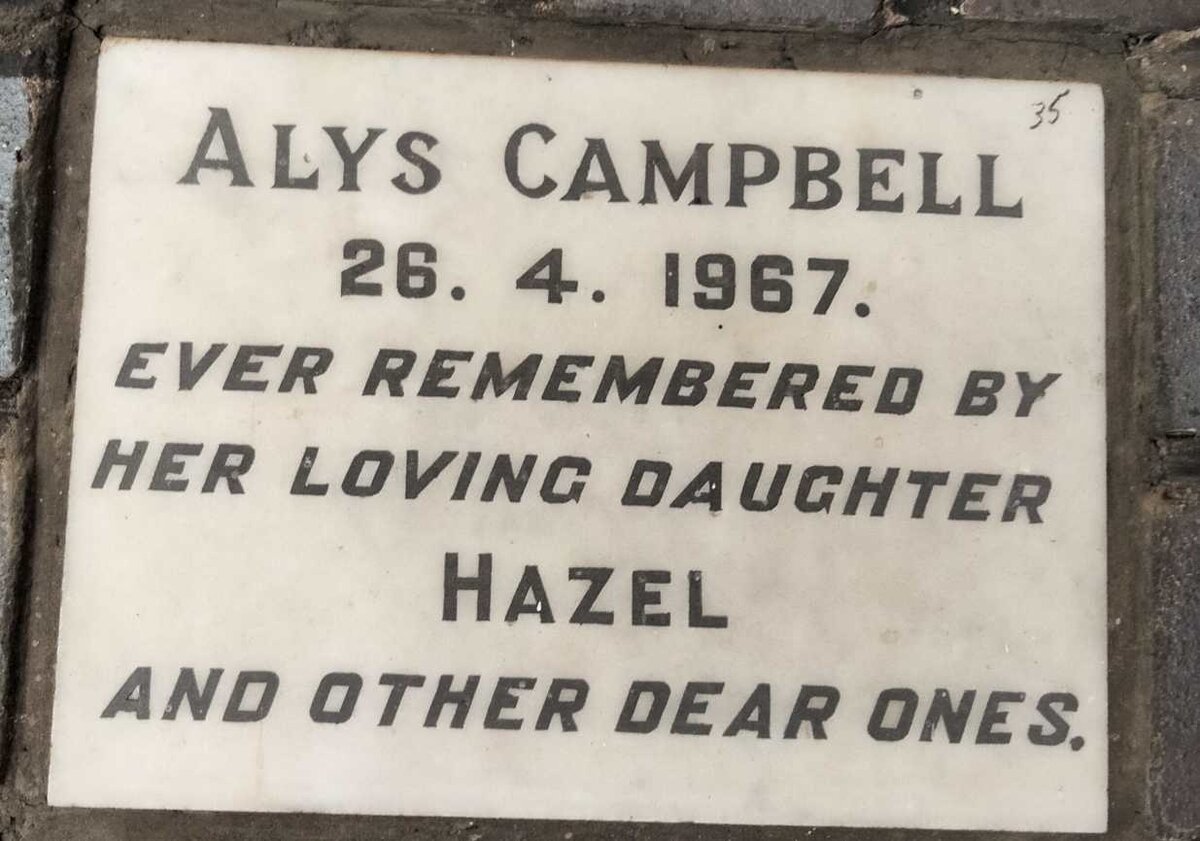 35
ALYS CAMPBELL
26. 4. 1967.
EVER REMEMBERED BY
HER LOVING DAUGHTER
HAZEL
AND OTHER DEAR ONES.